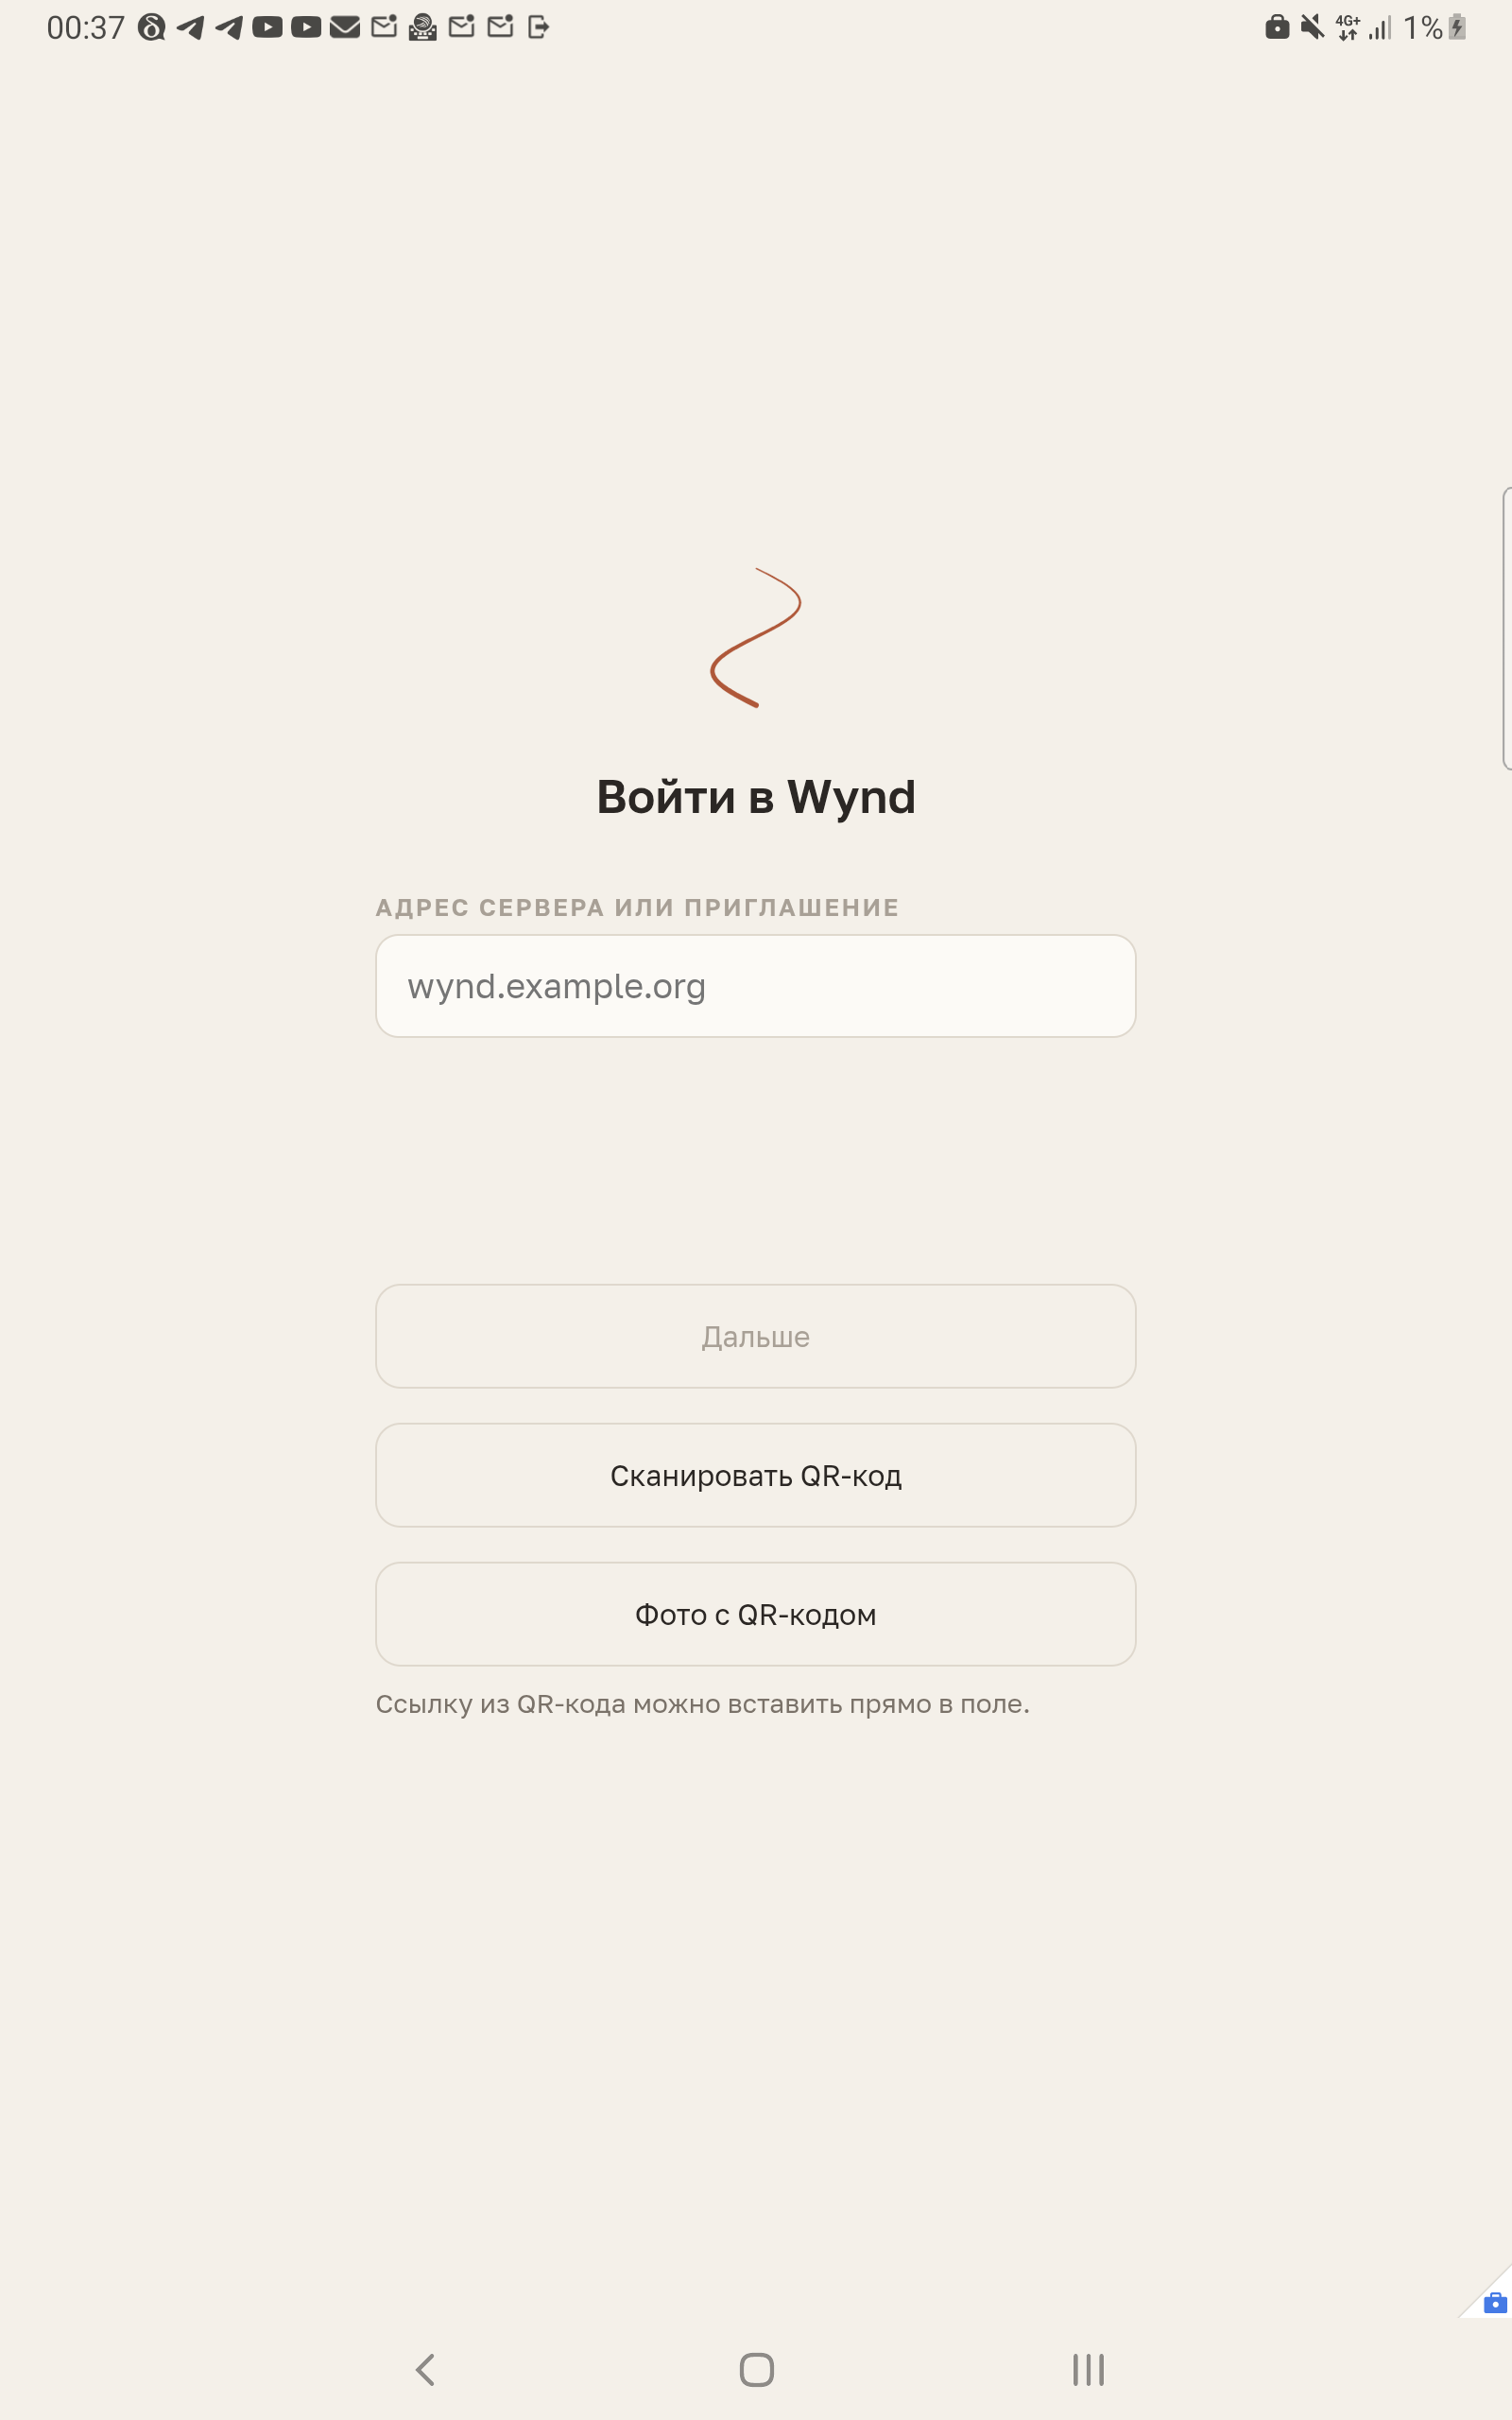 00:37
4G+ 1%
Войти в Wynd
АДРЕС СЕРВЕРА ИЛИ ПРИГЛАШЕНИЕ
wynd.example.org
Дальше
Сканировать QR-код
Фото с QR-кодом
Ссылку из QR-кода можно вставить прямо в поле.